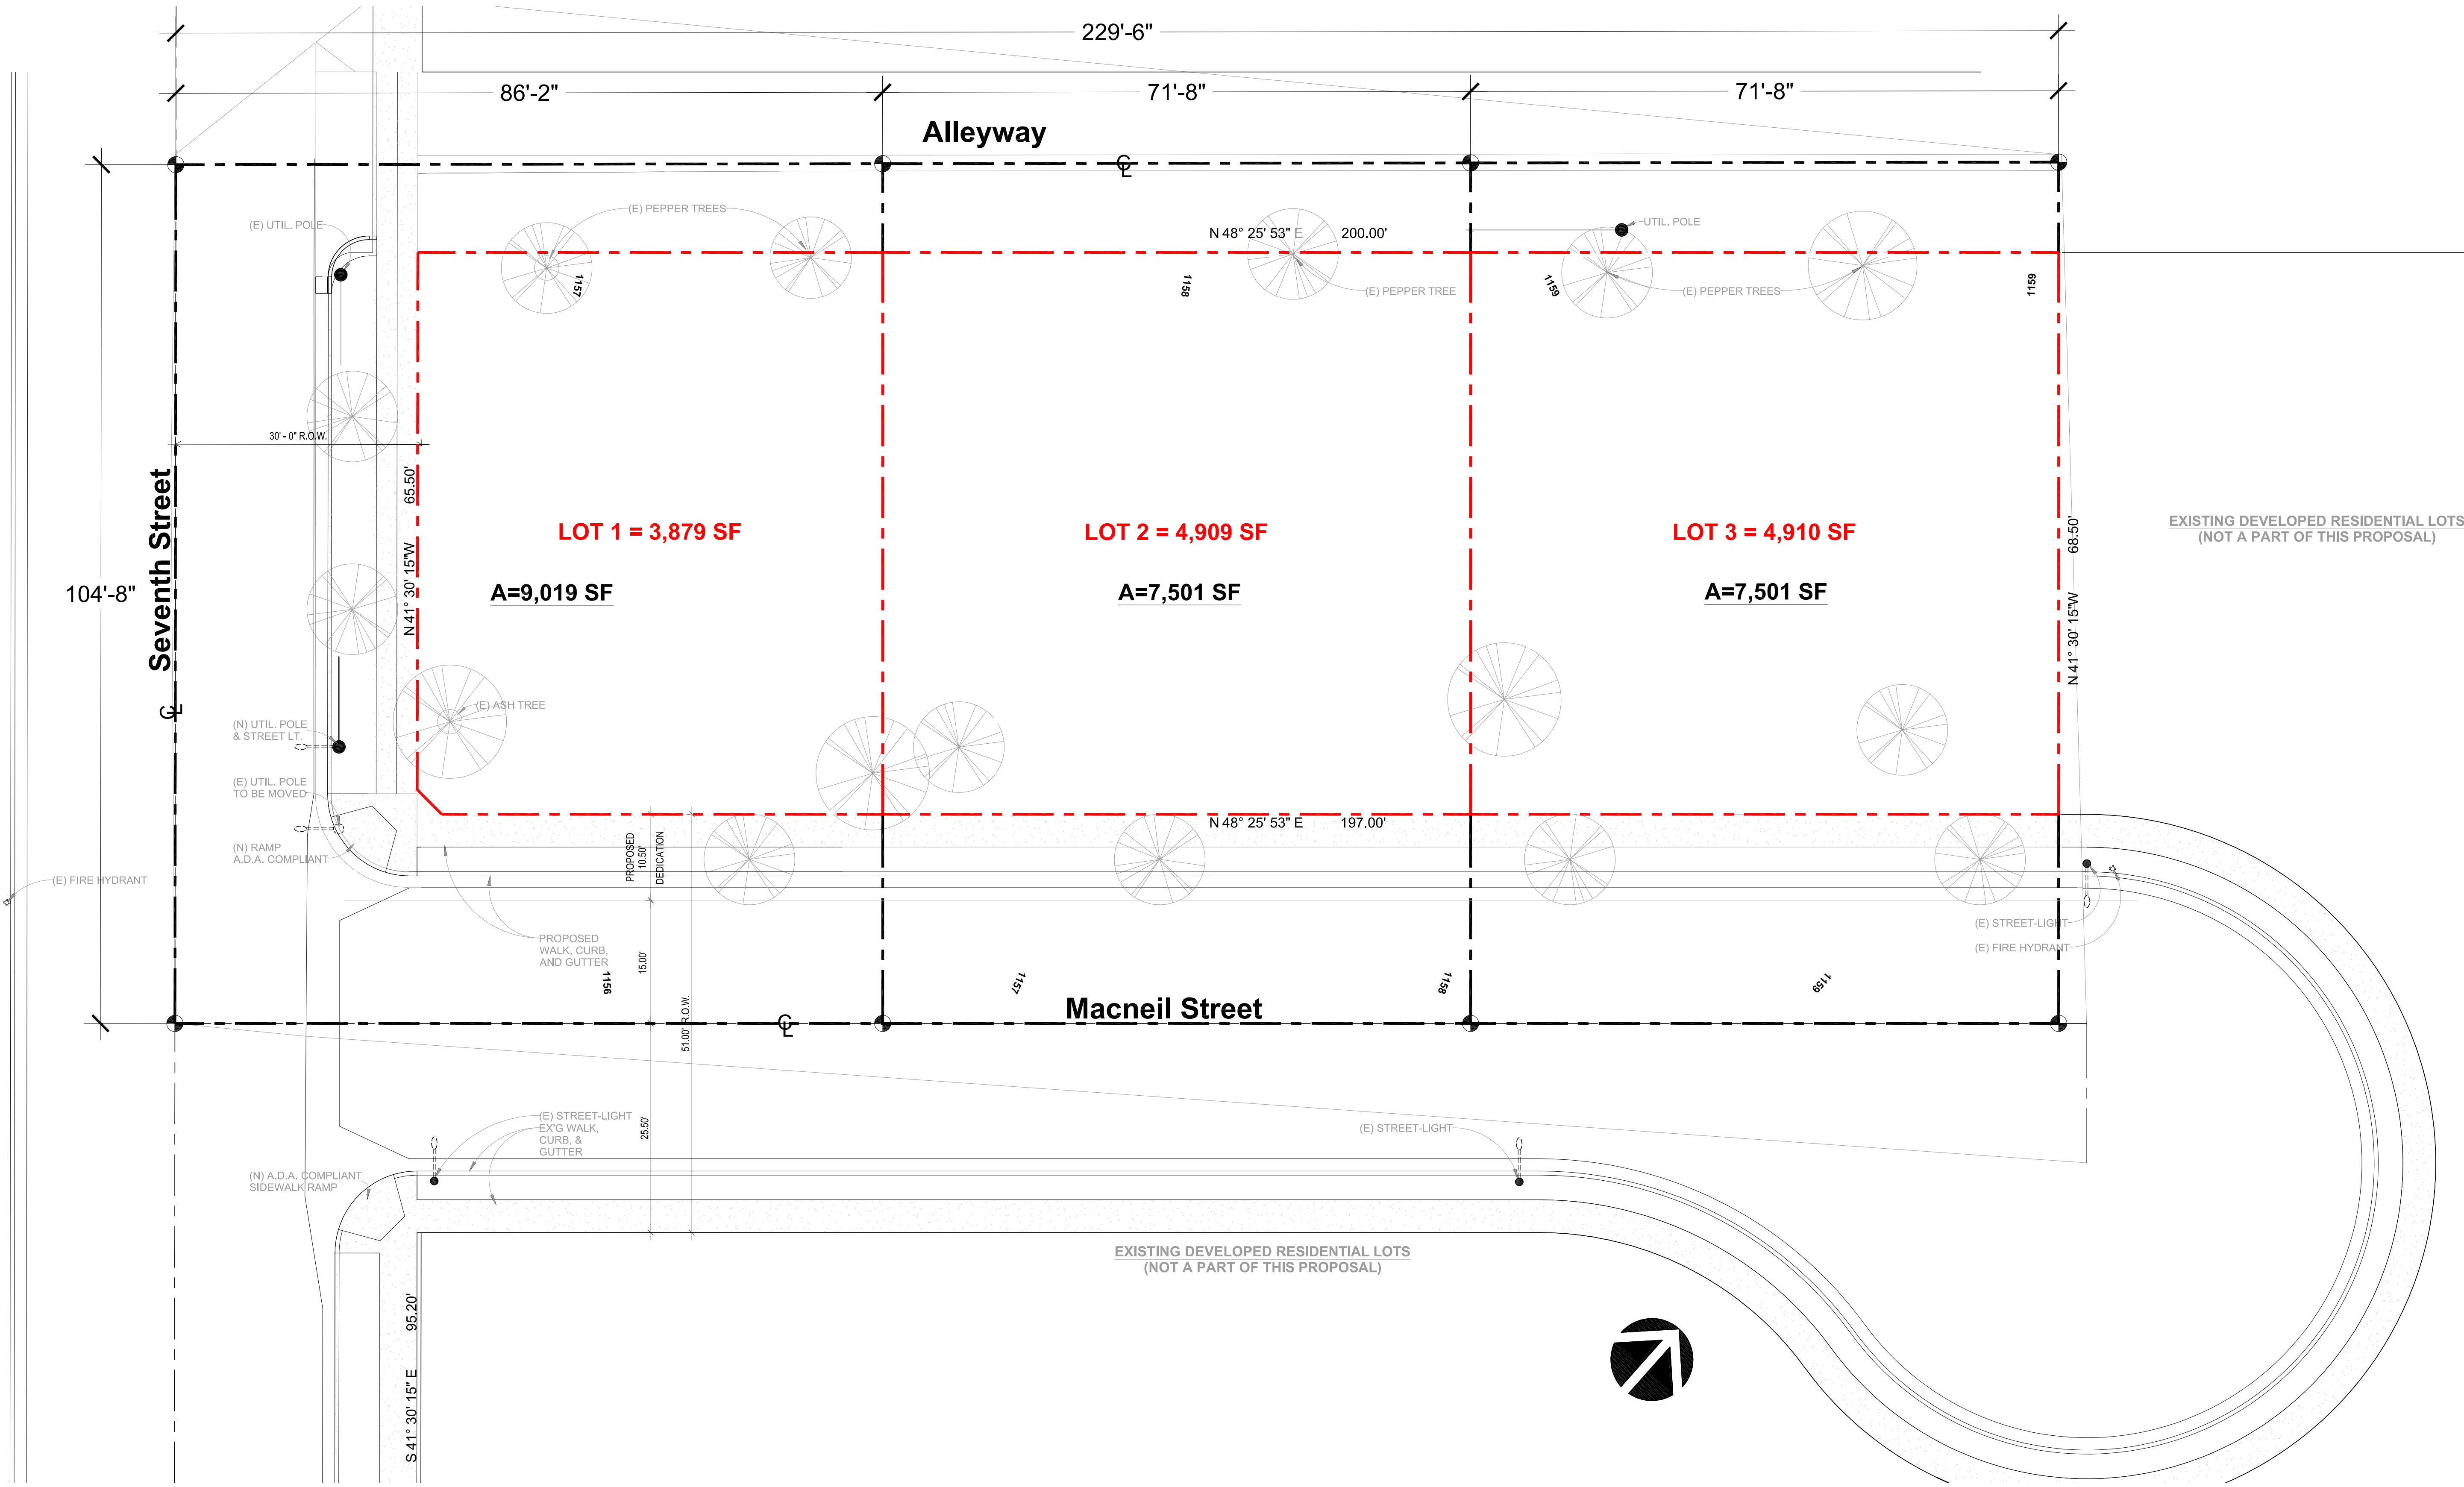 229'-6"
86'-2"
71'-8"
71'-8"
Alleyway
CL
(E) PEPPER TREES
(E) UTIL. POLE
N 48° 25' 53" E 200.00'
UTIL. POLE
1157
1158
(E) PEPPER TREE
1159
(E) PEPPER TREES
1159
30' - 0" R.O.W.
Seventh Street
104'-8"
N 41° 30' 15"W 65.50'
LOT 1 = 3,879 SF
A=9,019 SF
LOT 2 = 4,909 SF
A=7,501 SF
LOT 3 = 4,910 SF
A=7,501 SF
N 41° 30' 15"W 68.50'
EXISTING DEVELOPED RESIDENTIAL LOTS
(NOT A PART OF THIS PROPOSAL)
(E) ASH TREE
CL
(N) UTIL. POLE
& STREET LT.
(E) UTIL. POLE
TO BE MOVED
(N) RAMP
A.D.A. COMPLIANT
(E) FIRE HYDRANT
N 48° 25' 53" E 197.00'
PROPOSED
10.50'
DEDICATION
PROPOSED
WALK, CURB,
AND GUTTER
15.00'
51.00' R.O.W.
(E) STREET-LIGHT
(E) FIRE HYDRANT
1156
1157
1158
1159
Macneil Street
CL
(E) STREET-LIGHT
EX'G WALK,
CURB, &
GUTTER
25.50'
(E) STREET-LIGHT
(N) A.D.A. COMPLIANT
SIDEWALK RAMP
EXISTING DEVELOPED RESIDENTIAL LOTS
(NOT A PART OF THIS PROPOSAL)
S 41° 30' 15" E 95.20'